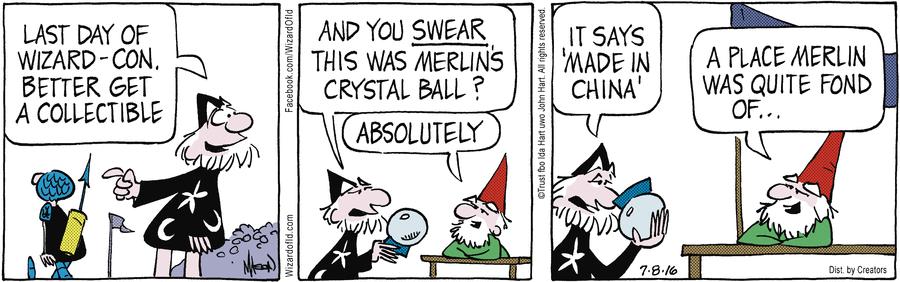 LAST DAY OF
WIZARD-CON.
BETTER GET
A COLLECTIBLE
MASON
Facebook.com/WizardOfId
Wizardofid.com
AND YOU SWEAR
THIS WAS MERLIN'S
CRYSTAL BALL?
ABSOLUTELY
©Trust fbo Ida Hart uwo John Hart. All rights reserved.
IT SAYS
'MADE IN
CHINA'
7-8-16
A PLACE MERLIN
WAS QUITE FOND
OF...
Dist. by Creators